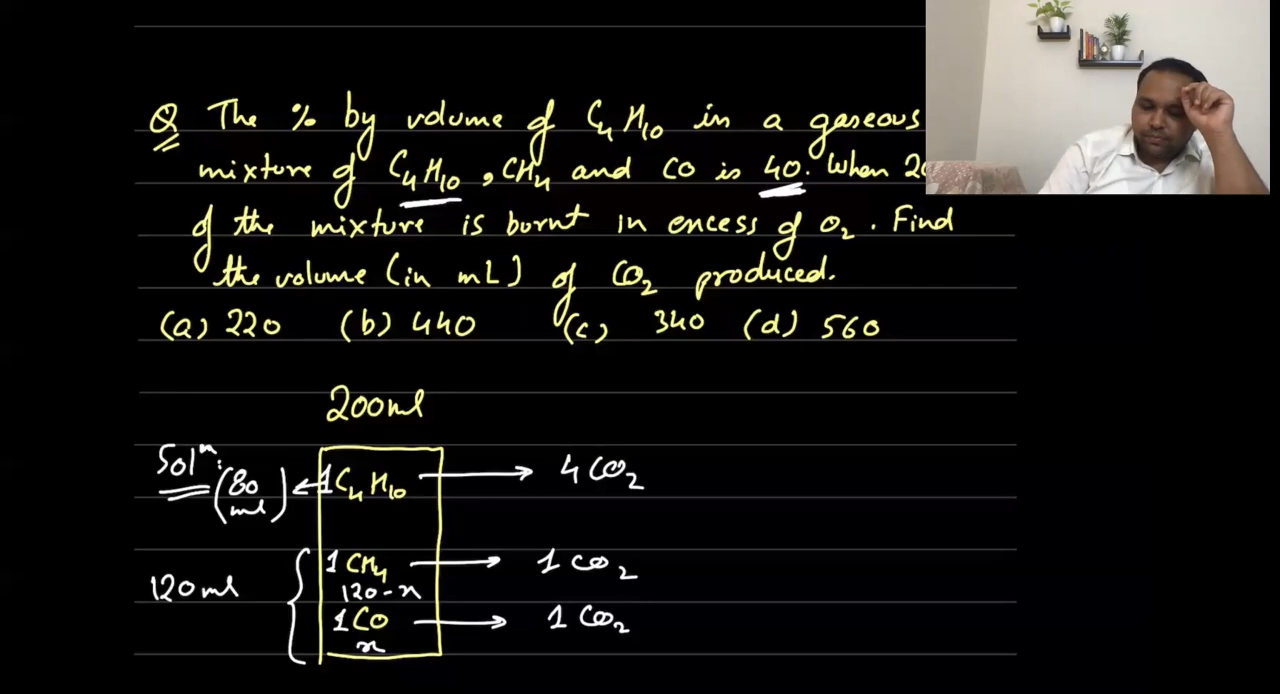 Q The % by volume of C4H10 in a gaseous
mixture of C4H10, CH4 and CO is 40. When
of the mixture is burnt in encess of O2. Find
the volume (in mL) of CO2 produced.
(a) 220 (b) 440 (c) 340 (d) 560
200ml
Solⁿ:
(80 ml) ← 1C4H10 → 4CO2
120ml { 1CH4 → 1CO2
120-x
1CO → 1CO2
x